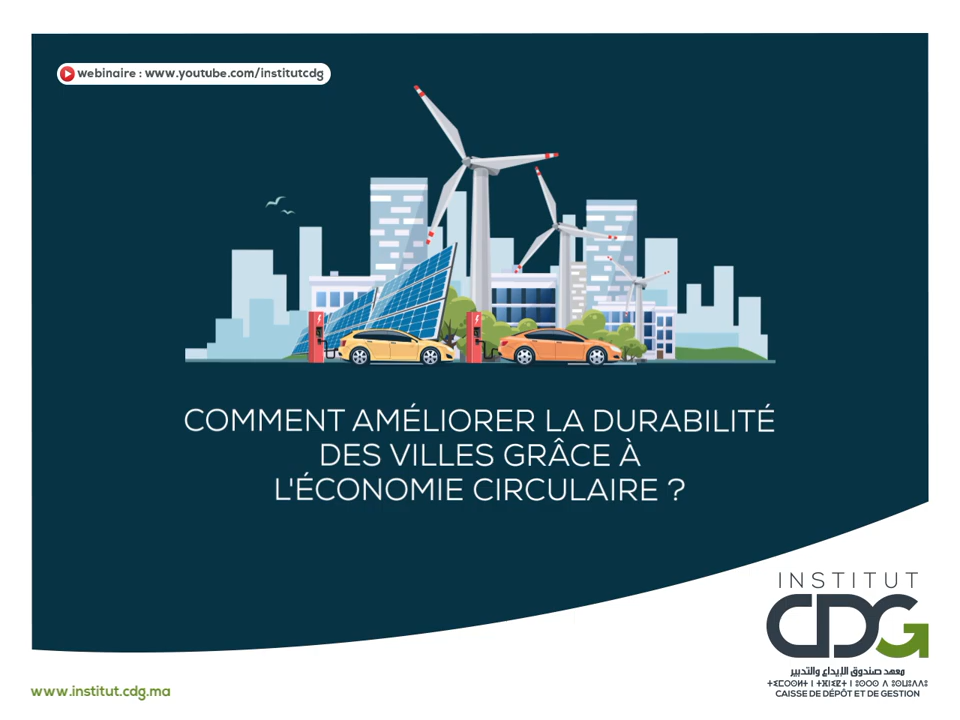 webinaire : www.youtube.com/institutcdg
COMMENT AMÉLIORER LA DURABILITÉ
DES VILLES GRÂCE À
L'ÉCONOMIE CIRCULAIRE ?
INSTITUT
CDG
معهد صندوق الإيداع والتدبير
CAISSE DE DÉPÔT ET DE GESTION
www.institut.cdg.ma